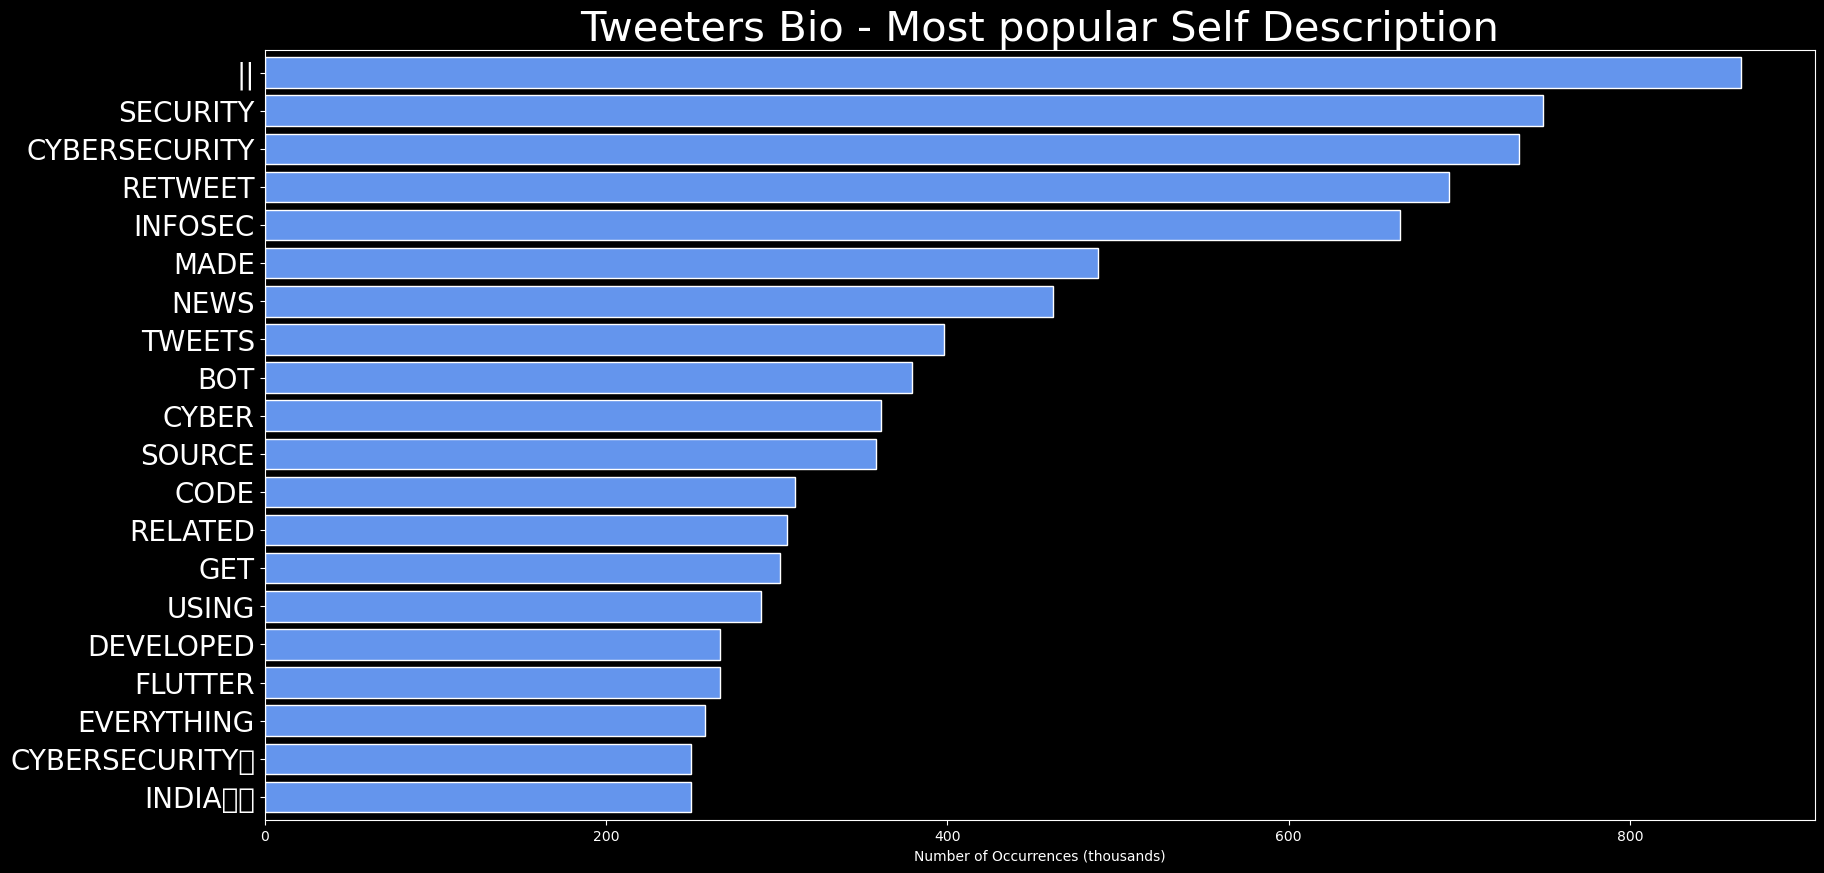 Tweeters Bio - Most popular Self Description
||
SECURITY
CYBERSECURITY
RETWEET
INFOSEC
MADE
NEWS
TWEETS
BOT
CYBER
SOURCE
CODE
RELATED
GET
USING
DEVELOPED
FLUTTER
EVERYTHING
CYBERSECURITY▯
INDIA▯▯
0 200 400 600 800
Number of Occurrences (thousands)